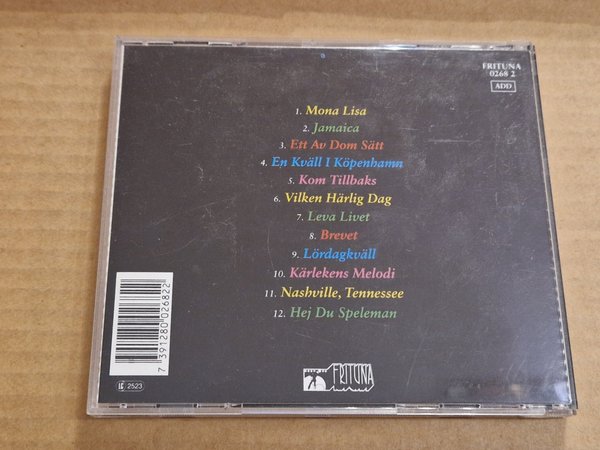 FRITUNA
0268 2
ADD
1. Mona Lisa
2. Jamaica
3. Ett Av Dom Sätt
4. En Kväll I Köpenhamn
5. Kom Tillbaks
6. Vilken Härlig Dag
7. Leva Livet
8. Brevet
9. Lördagkväll
10. Kärlekens Melodi
11. Nashville, Tennessee
12. Hej Du Speleman
7 391280 026822
LC 2523
FRITUNA